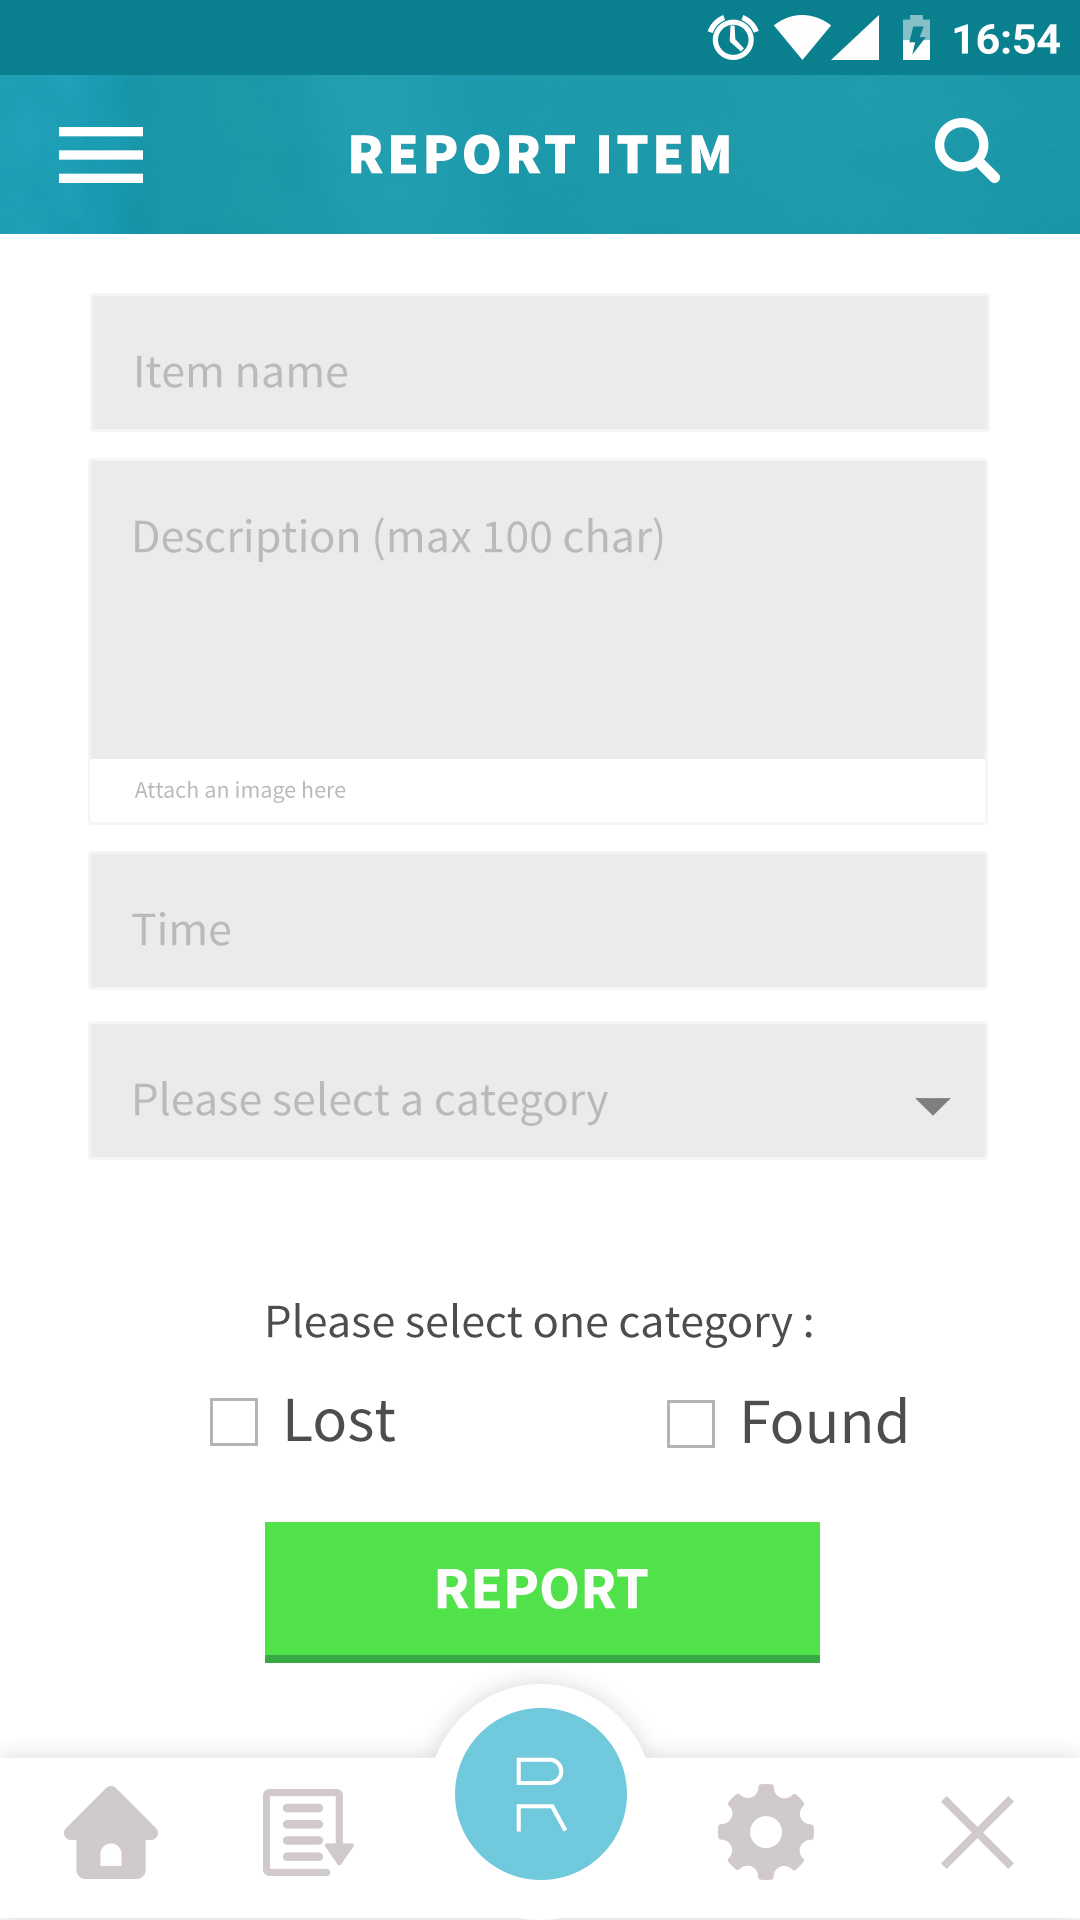 16:54
REPORT ITEM
Item name
Description (max 100 char)
Attach an image here
Time
Please select a category
Please select one category :
Lost
Found
REPORT
R